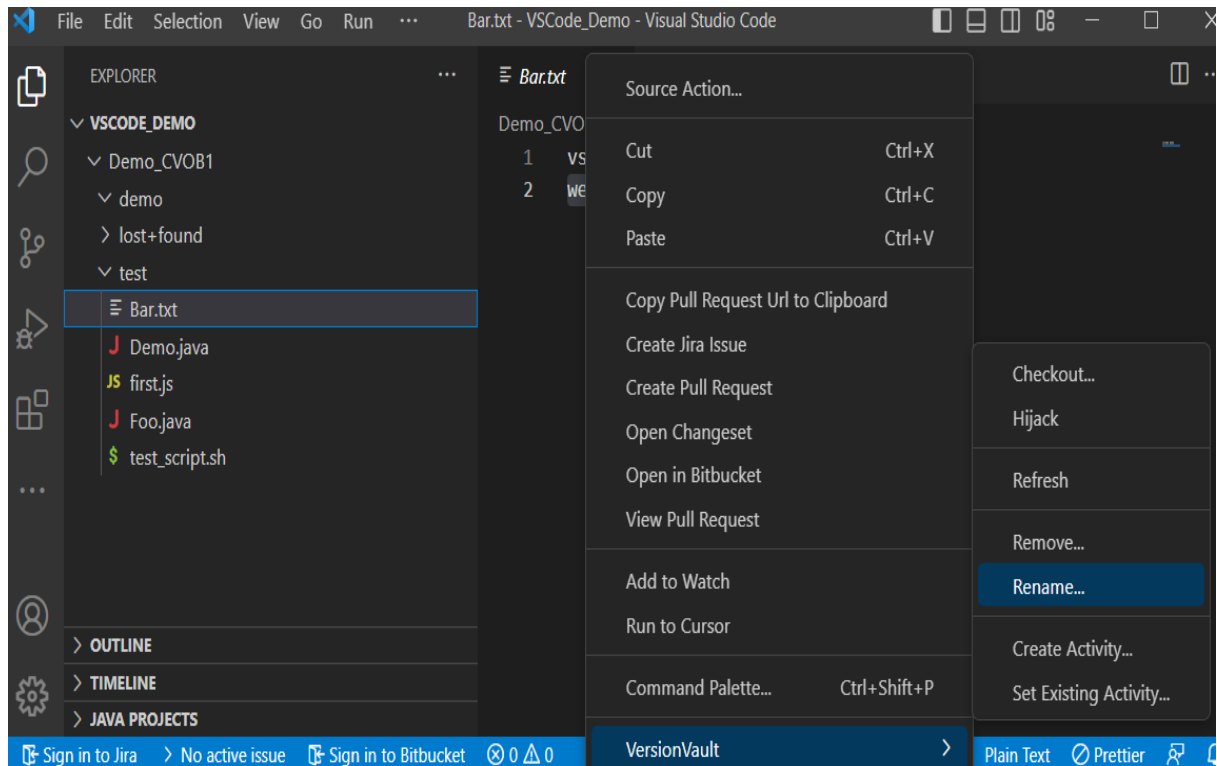 File Edit Selection View Go Run ··· Bar.txt - VSCode_Demo - Visual Studio Code
EXPLORER ···
VSCODE_DEMO
Demo_CVOB1
demo
lost+found
test
Bar.txt
Demo.java
JS first.js
Foo.java
$ test_script.sh
OUTLINE
TIMELINE
JAVA PROJECTS
Bar.txt
Demo_CVO
1 vs
2 we
Source Action...
Cut Ctrl+X
Copy Ctrl+C
Paste Ctrl+V
Copy Pull Request Url to Clipboard
Create Jira Issue
Create Pull Request
Open Changeset
Open in Bitbucket
View Pull Request
Add to Watch
Run to Cursor
Command Palette... Ctrl+Shift+P
VersionVault
Checkout...
Hijack
Refresh
Remove...
Rename...
Create Activity...
Set Existing Activity...
Sign in to Jira No active issue Sign in to Bitbucket 0 0 Plain Text Prettier